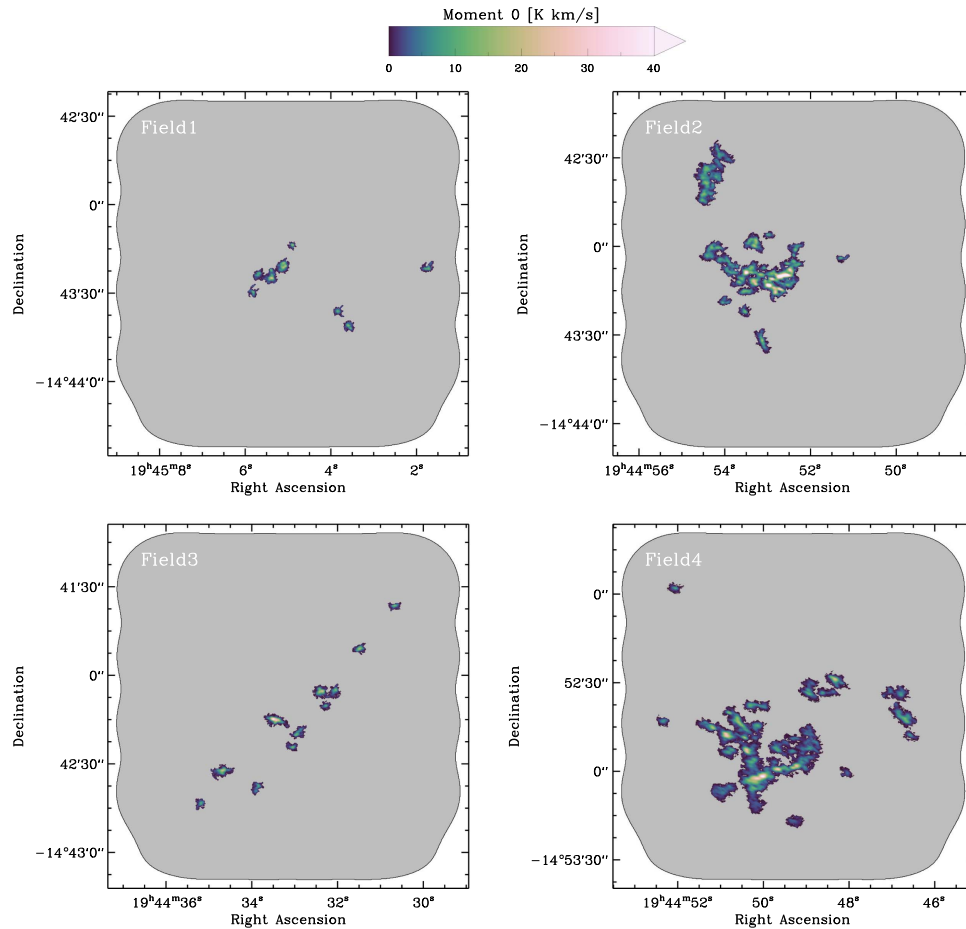 Moment 0 [K km/s]
0 10 20 30 40
Field1
42'30"
0"
43'30"
−14°44'0"
19ʰ45ᵐ8ˢ 6ˢ 4ˢ 2ˢ
Right Ascension
Declination
Field2
42'30"
0"
43'30"
−14°44'0"
19ʰ44ᵐ56ˢ 54ˢ 52ˢ 50ˢ
Right Ascension
Declination
Field3
41'30"
0"
42'30"
−14°43'0"
19ʰ44ᵐ36ˢ 34ˢ 32ˢ 30ˢ
Right Ascension
Declination
Field4
0"
52'30"
0"
−14°53'30"
19ʰ44ᵐ52ˢ 50ˢ 48ˢ 46ˢ
Right Ascension
Declination